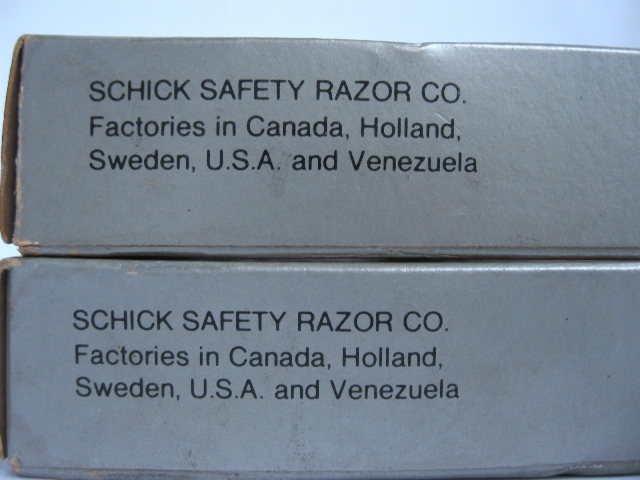 SCHICK SAFETY RAZOR CO.
Factories in Canada, Holland,
Sweden, U.S.A. and Venezuela
SCHICK SAFETY RAZOR CO.
Factories in Canada, Holland,
Sweden, U.S.A. and Venezuela